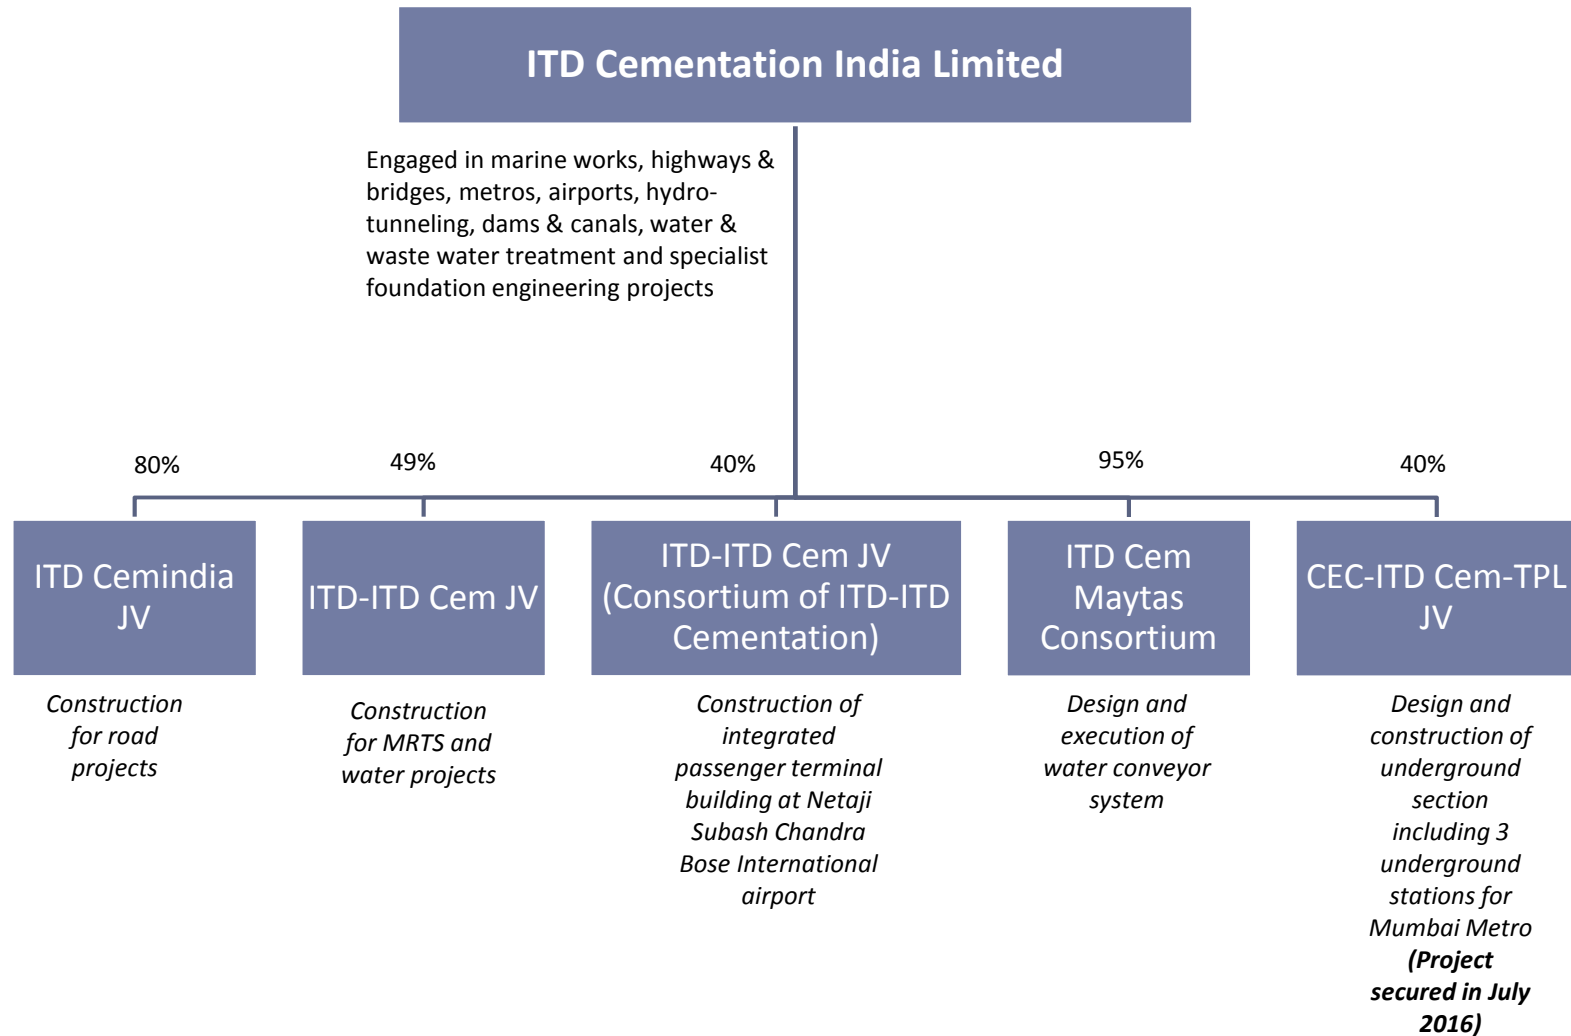 ITD Cementation India Limited
Engaged in marine works, highways &
bridges, metros, airports, hydro-
tunneling, dams & canals, water &
waste water treatment and specialist
foundation engineering projects
80%
49%
40%
95%
40%
ITD Cemindia
JV
ITD-ITD Cem JV
ITD-ITD Cem JV
(Consortium of ITD-ITD
Cementation)
ITD Cem
Maytas
Consortium
CEC-ITD Cem-TPL
JV
Construction
for road
projects
Construction
for MRTS and
water projects
Construction of
integrated
passenger terminal
building at Netaji
Subash Chandra
Bose International
airport
Design and
execution of
water conveyor
system
Design and
construction of
underground
section
including 3
underground
stations for
Mumbai Metro
(Project
secured in July
2016)